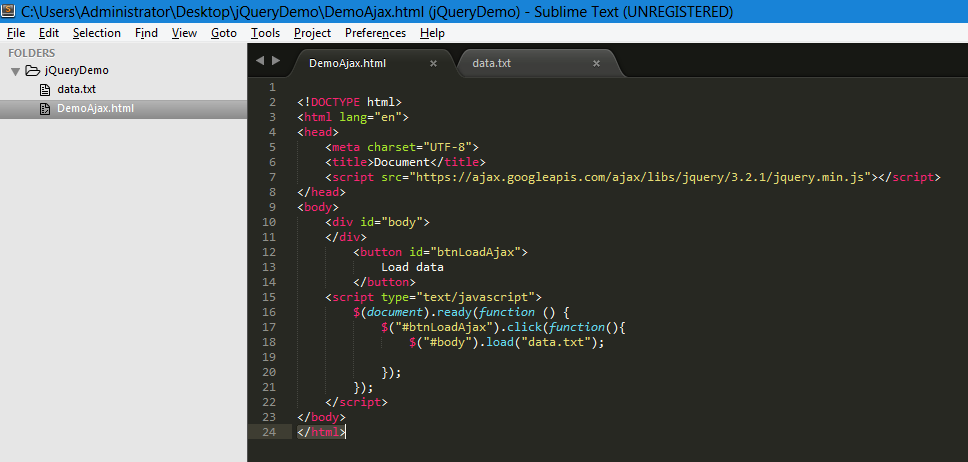 C:\Users\Administrator\Desktop\jQueryDemo\DemoAjax.html (jQueryDemo) - Sublime Text (UNREGISTERED)
File Edit Selection Find View Goto Tools Project Preferences Help
FOLDERS
jQueryDemo
data.txt
DemoAjax.html
DemoAjax.html × data.txt ×
1
2 <!DOCTYPE html>
3 <html lang="en">
4 <head>
5 <meta charset="UTF-8">
6 <title>Document</title>
7 <script src="https://ajax.googleapis.com/ajax/libs/jquery/3.2.1/jquery.min.js"></script>
8 </head>
9 <body>
10 <div id="body">
11 </div>
12 <button id="btnLoadAjax">
13 Load data
14 </button>
15 <script type="text/javascript">
16 $(document).ready(function () {
17 $("#btnLoadAjax").click(function(){
18 $("#body").load("data.txt");
19
20 });
21 });
22 </script>
23 </body>
24 </html>